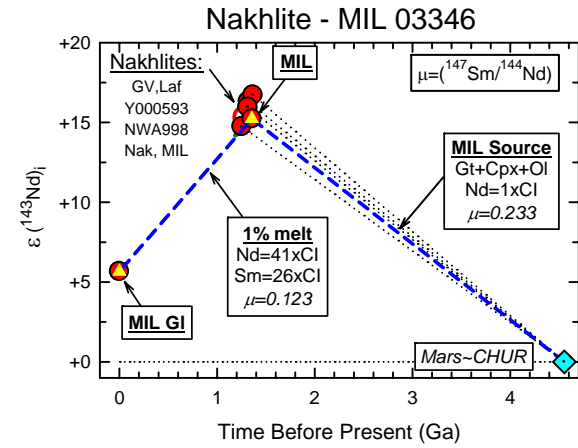 Nakhlite - MIL 03346
+20
+15
+10
+5
+0
ε (¹⁴³Nd)ᵢ
Nakhlites:
GV,Laf
Y000593
NWA998
Nak, MIL
MIL
μ=(¹⁴⁷Sm/¹⁴⁴Nd)
MIL Source
Gt+Cpx+Ol
Nd=1xCI
μ=0.233
1% melt
Nd=41xCI
Sm=26xCI
μ=0.123
MIL Gl
Mars~CHUR
0 1 2 3 4
Time Before Present (Ga)